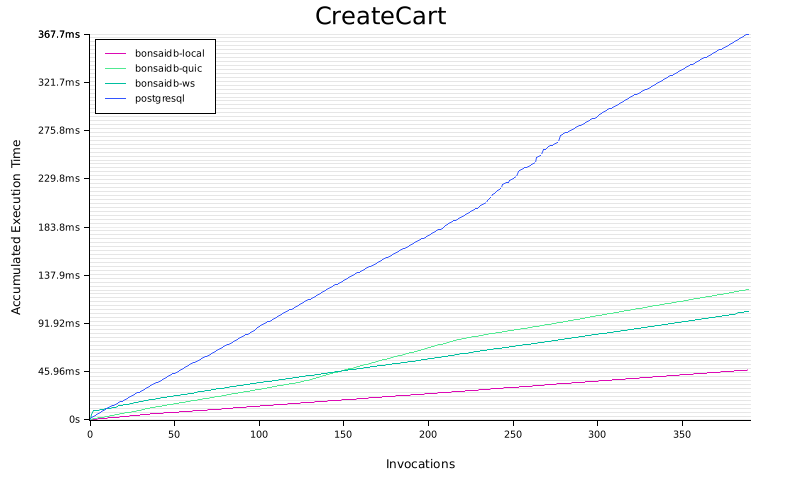 CreateCart
367.7ms
bonsaidb-local
bonsaidb-quic
bonsaidb-ws
postgresql
321.7ms
275.8ms
229.8ms
183.8ms
137.9ms
91.92ms
45.96ms
0s
Accumulated Execution Time
0 50 100 150 200 250 300 350
Invocations